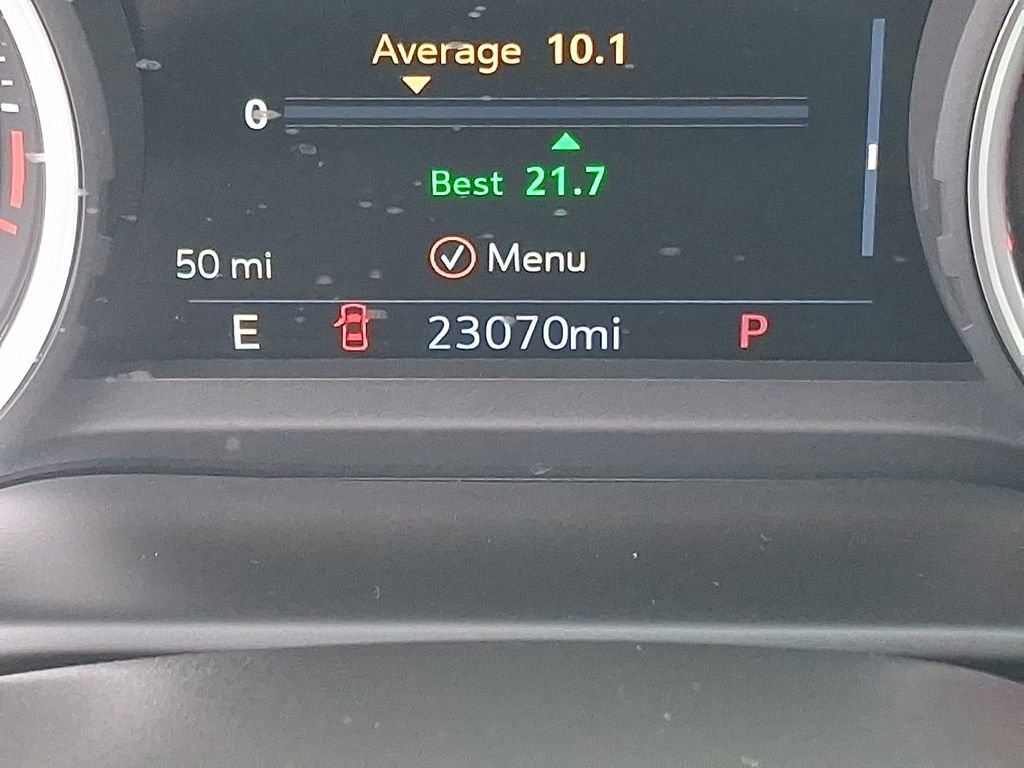 Average 10.1
0
Best 21.7
50 mi
Menu
E 23070mi P